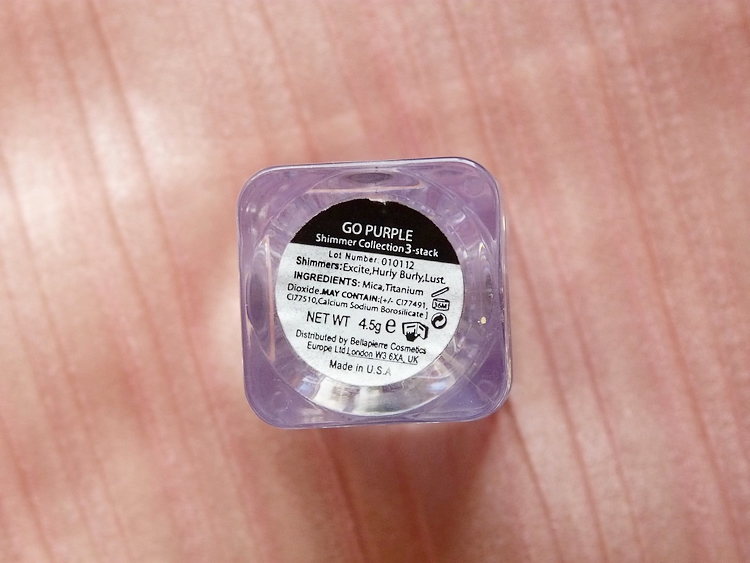 GO PURPLE
Shimmer Collection 3-stack
Lot Number 010112
Shimmers:Excite,Hurly Burly,Lust.
INGREDIENTS: Mica,Titanium
Dioxide.MAY CONTAIN:[+/- CI77491,
CI77510,Calcium Sodium Borosilicate ]
36M
NET WT 4.5g e
Distributed by Bellapierre Cosmetics
Europe Ltd,London W3 6XA, UK
Made in U.S.A